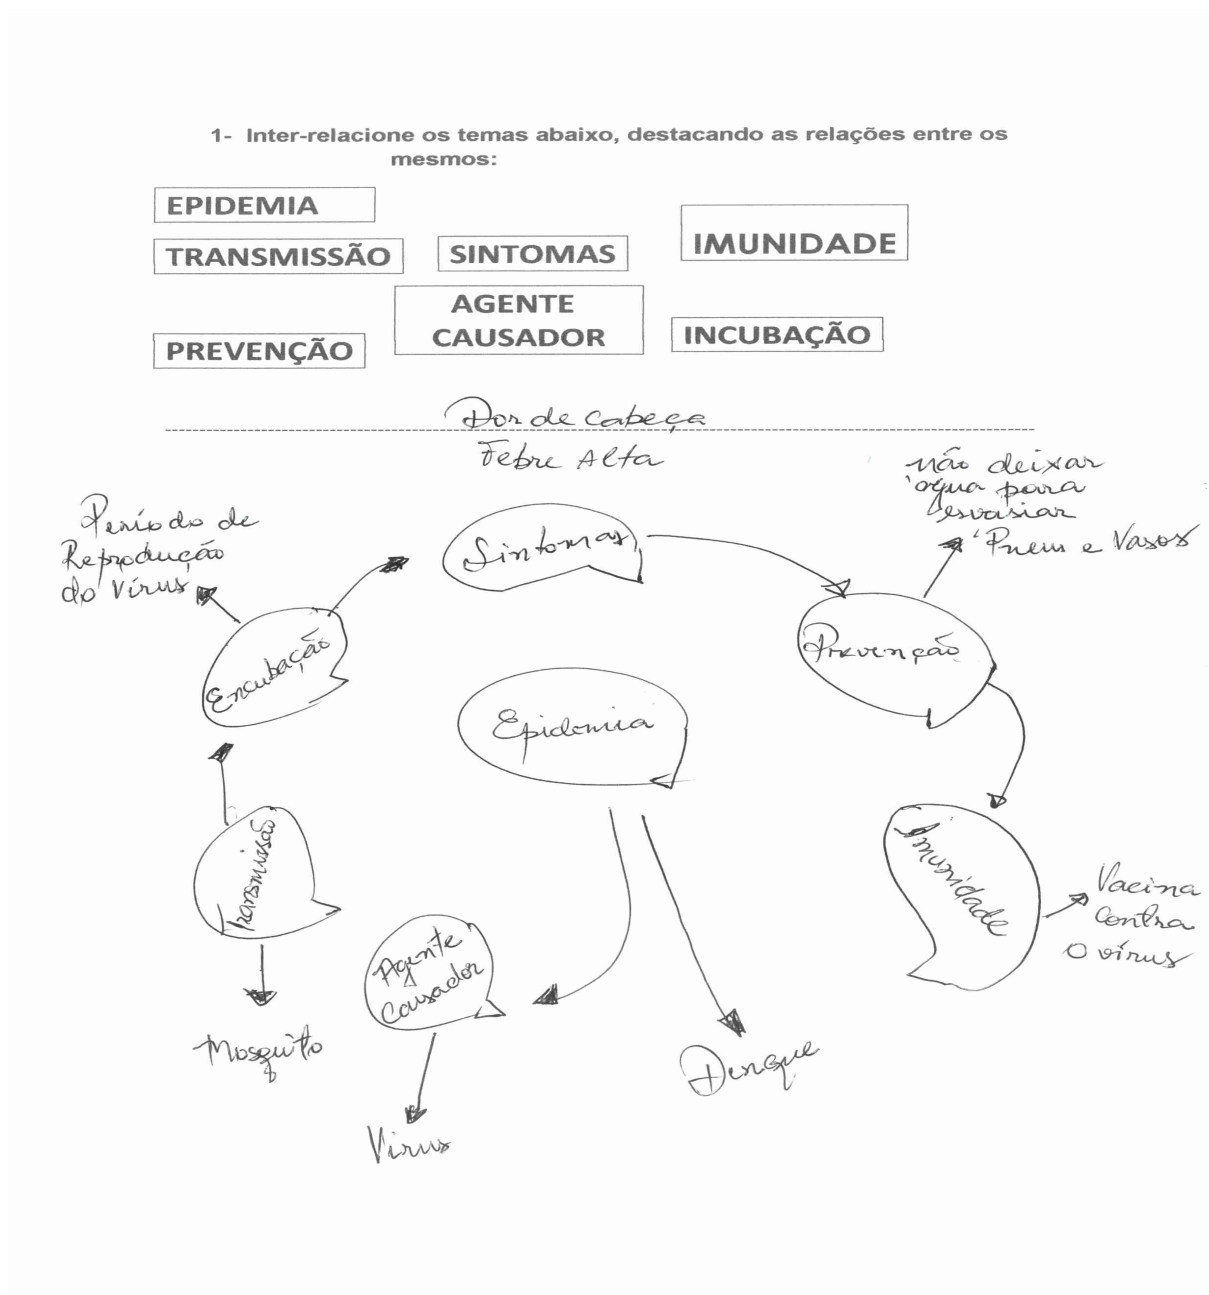 1- Inter-relacione os temas abaixo, destacando as relações entre os
mesmos:
EPIDEMIA
TRANSMISSÃO
SINTOMAS
IMUNIDADE
AGENTE
CAUSADOR
PREVENÇÃO
INCUBAÇÃO
Dor de Cabeça
Febre Alta
não deixar
água para
esvasiar
Pneus e Vasos
Período de
Reprodução
do Vírus
Sintomas
Prevenção
Encubação
Epidemia
Transmissão
Imunidade
Vacina
Contra
O vírus
Agente
Causador
Mosquito
Dengue
Vírus